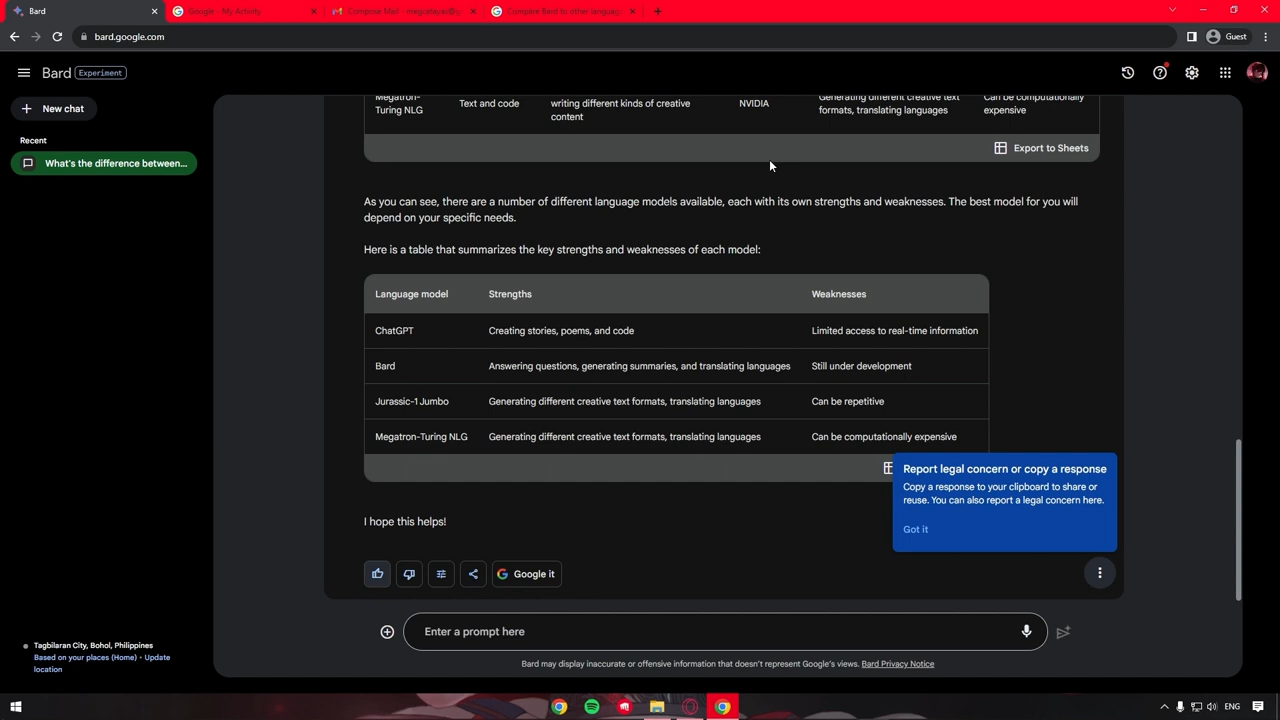 Bard
Google - My Activity
Compare Bard to other languag
bard.google.com
Guest
Bard Experiment
New chat
Recent
What's the difference between...
Megatron-
Turing NLG
Text and code
writing different kinds of creative
content
NVIDIA
Generating different creative text
formats, translating languages
Can be computationally
expensive
Export to Sheets
As you can see, there are a number of different language models available, each with its own strengths and weaknesses. The best model for you will
depend on your specific needs.
Here is a table that summarizes the key strengths and weaknesses of each model:
Language model Strengths Weaknesses
ChatGPT Creating stories, poems, and code Limited access to real-time information
Bard Answering questions, generating summaries, and translating languages Still under development
Jurassic-1 Jumbo Generating different creative text formats, translating languages Can be repetitive
Megatron-Turing NLG Generating different creative text formats, translating languages Can be computationally expensive
Report legal concern or copy a response
Copy a response to your clipboard to share or
reuse. You can also report a legal concern here.
Got it
I hope this helps!
Google it
Enter a prompt here
Bard may display inaccurate or offensive information that doesn't represent Google's views. Bard Privacy Notice
Tagbilaran City, Bohol, Philippines
Based on your places (Home) • Update
location
ENG